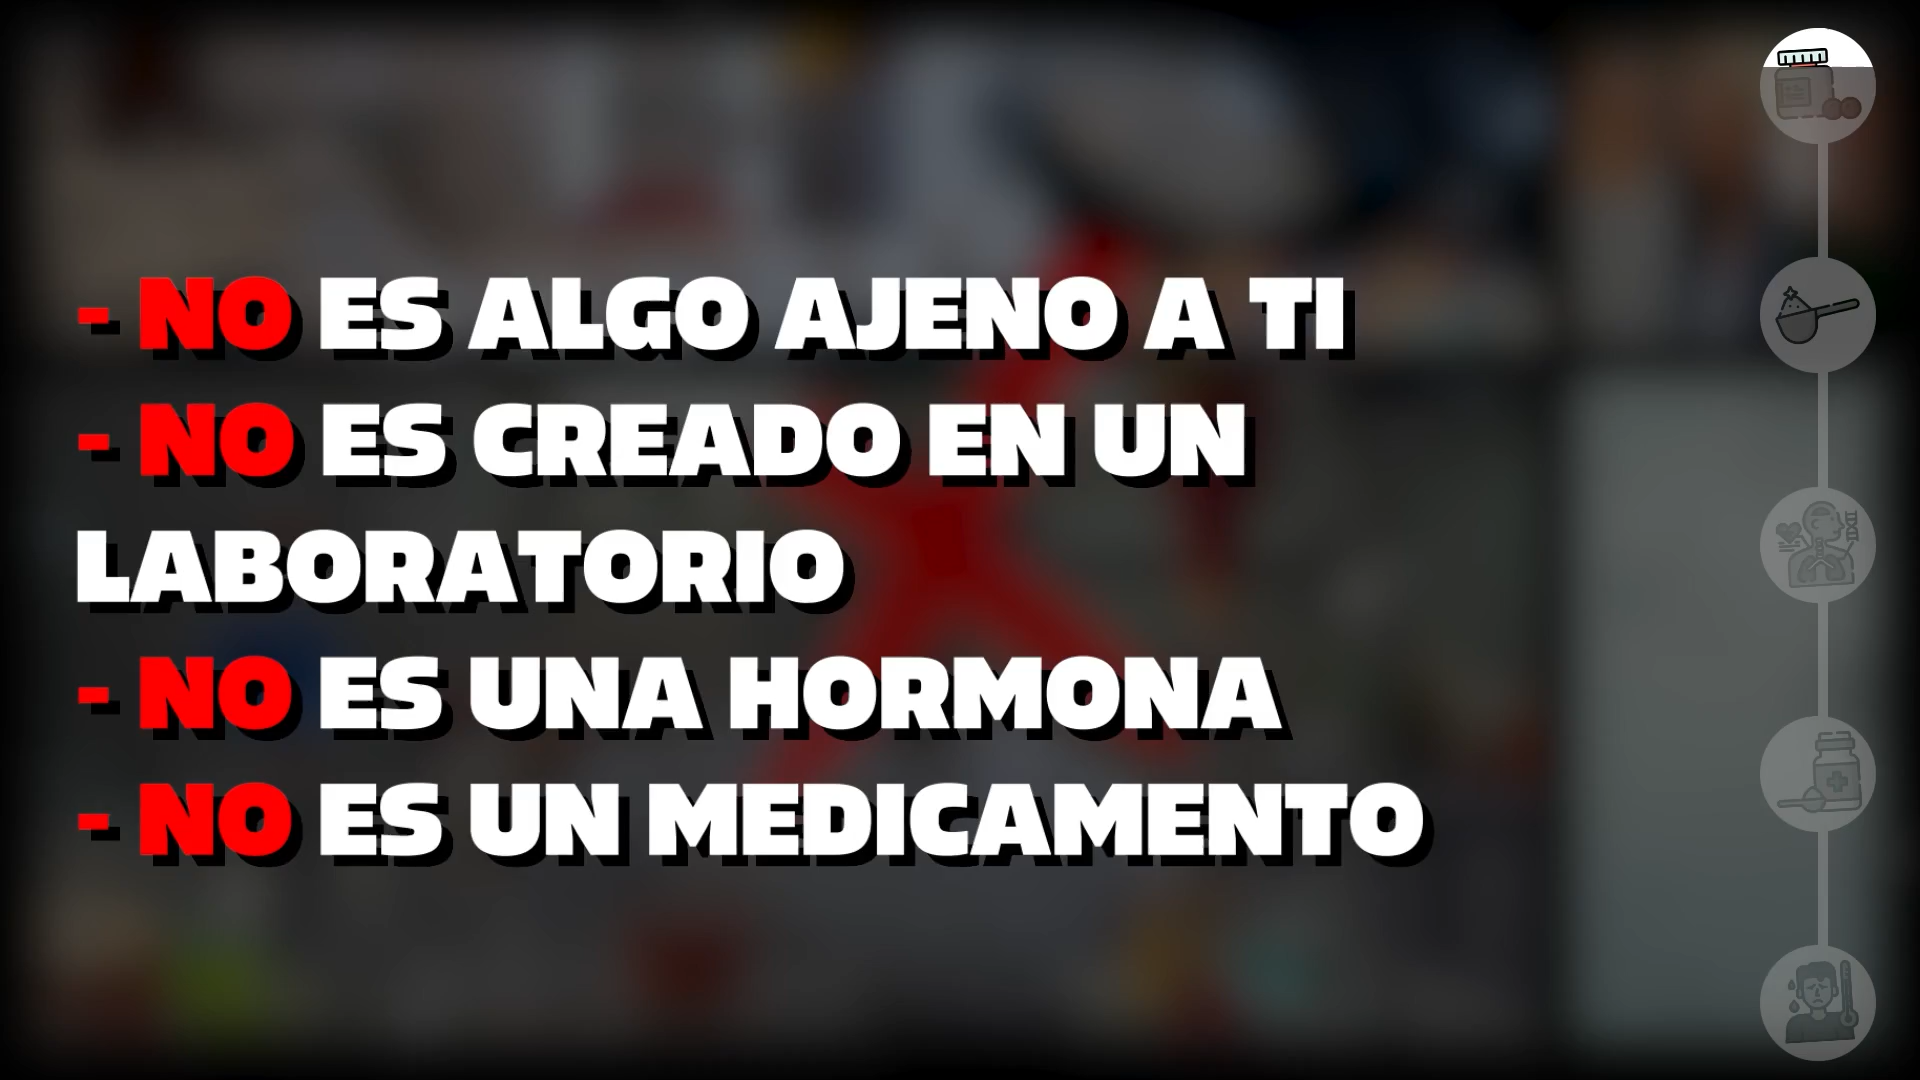 - NO ES ALGO AJENO A TI
- NO ES CREADO EN UN
LABORATORIO
- NO ES UNA HORMONA
- NO ES UN MEDICAMENTO